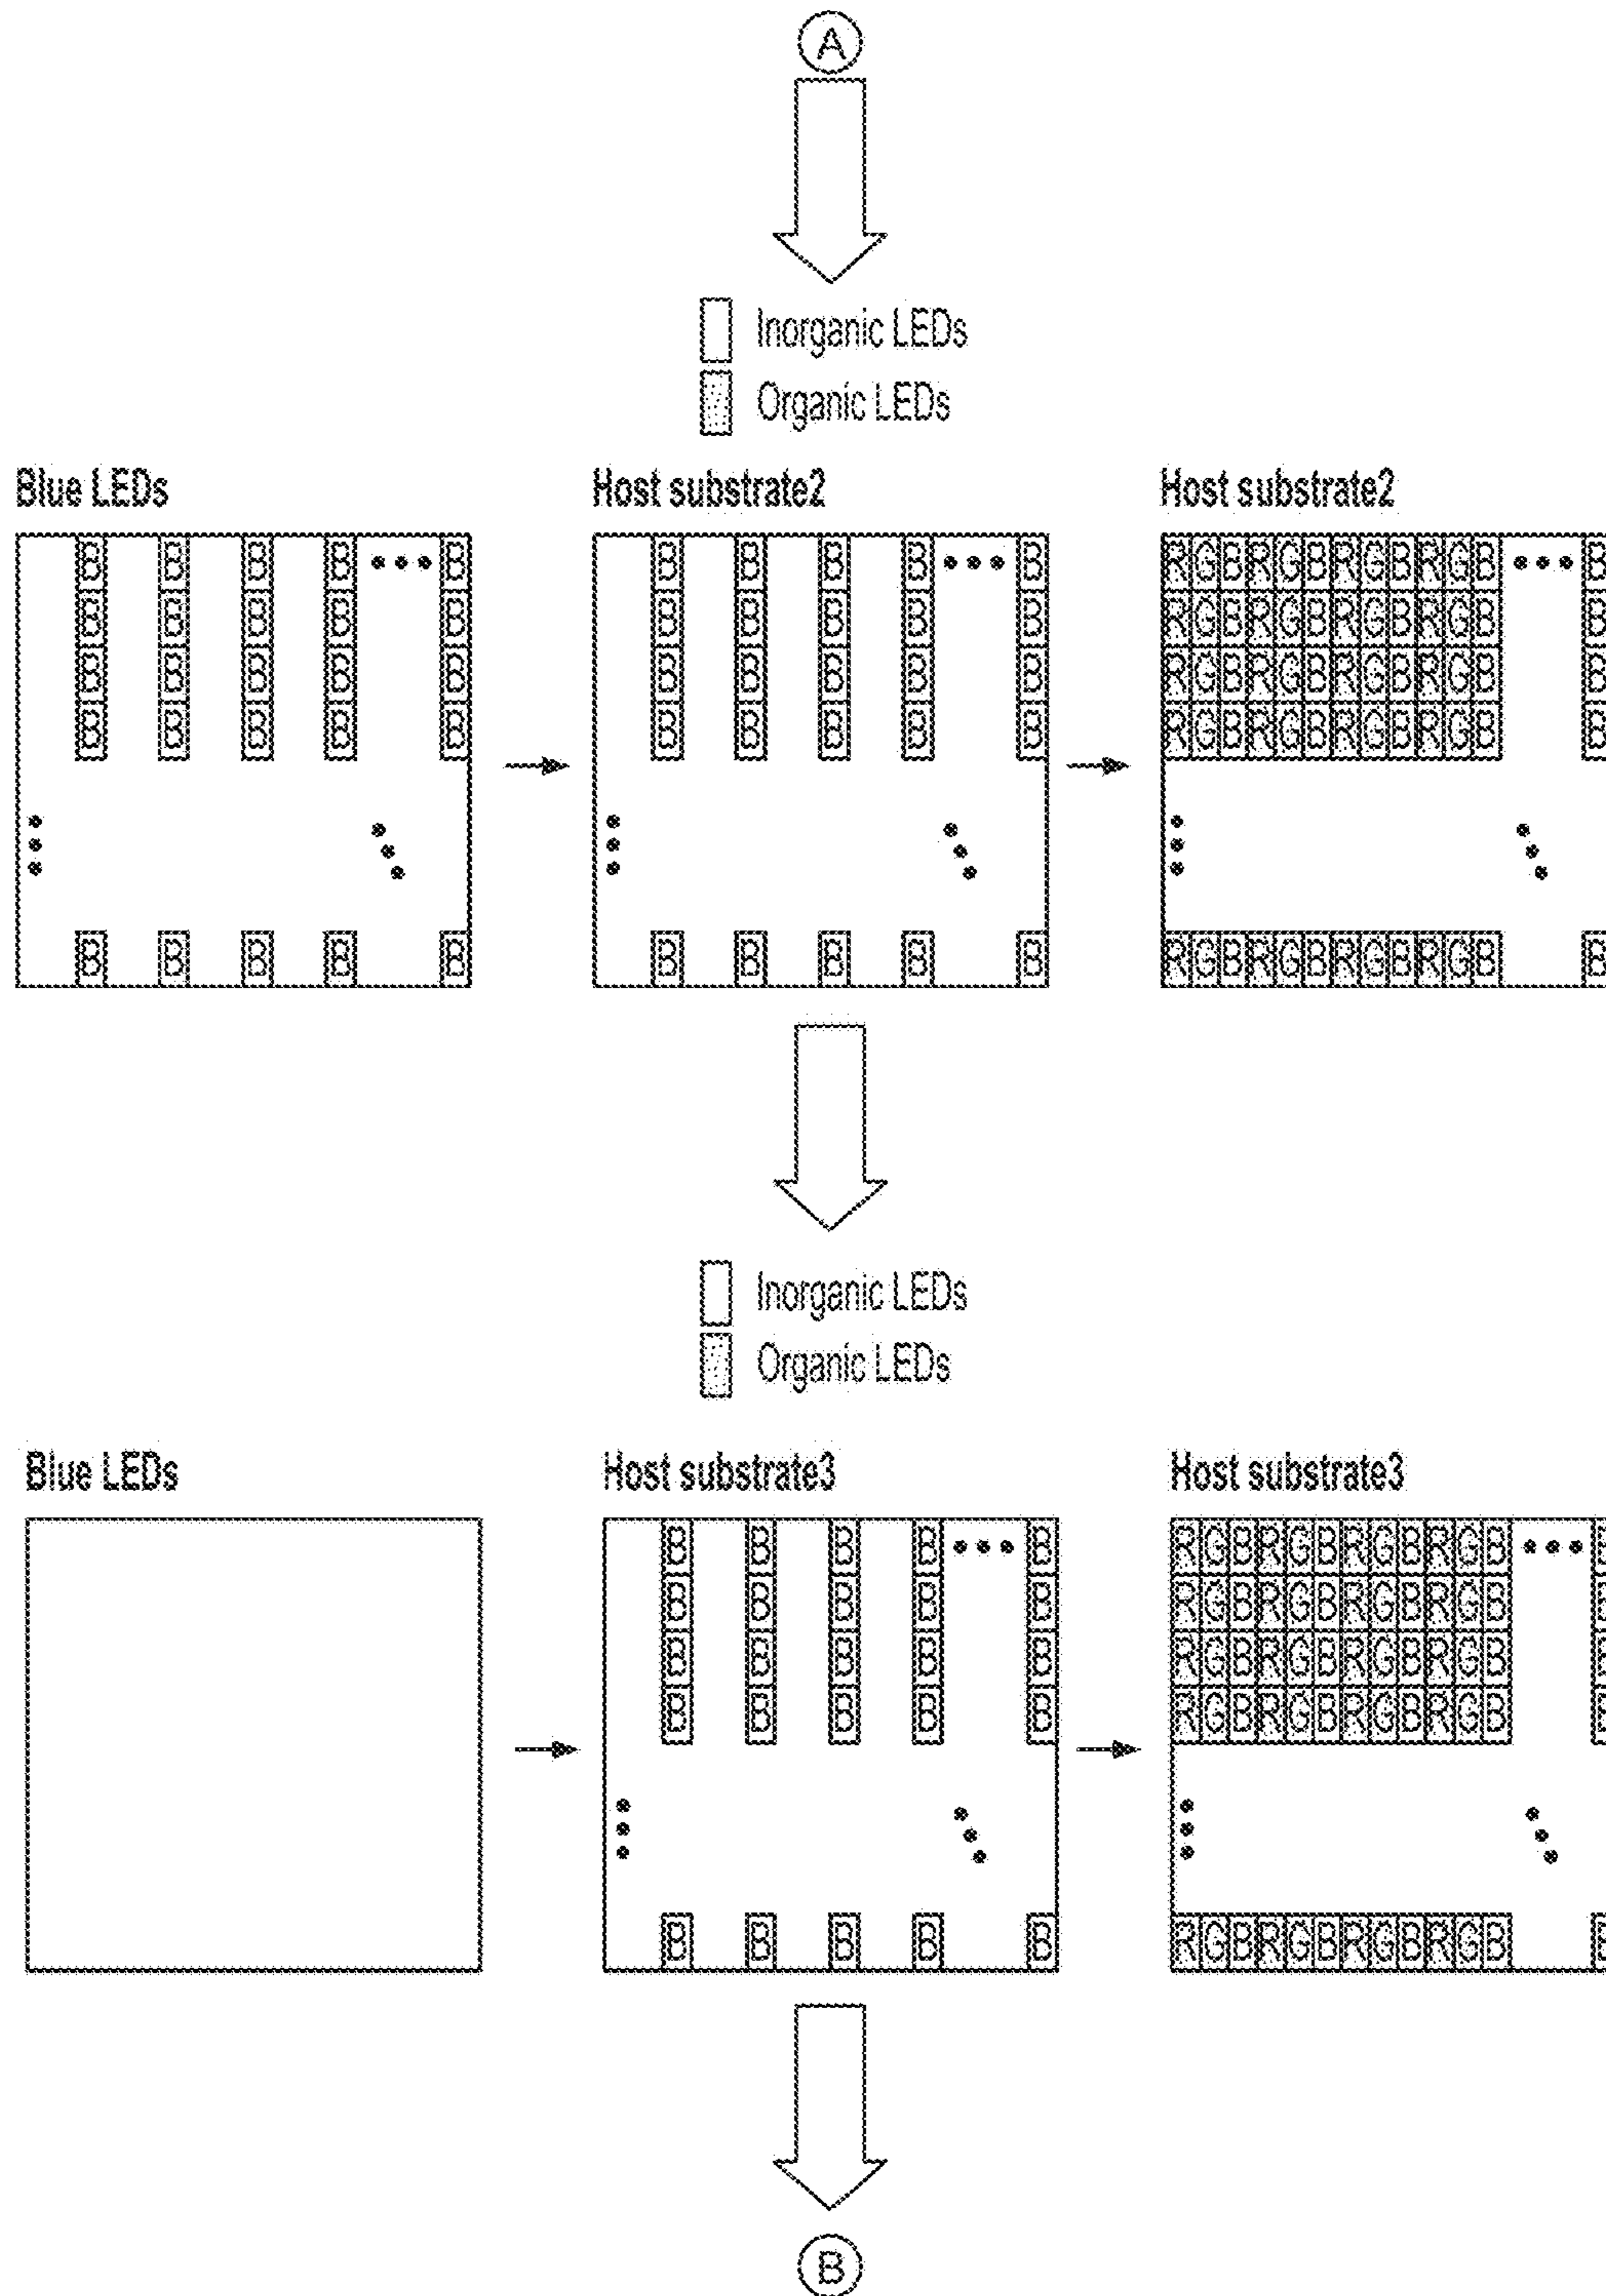 A
Inorganic LEDs
Organic LEDs
Blue LEDs Host substrate2 Host substrate2
B B B B ••• B B B B B ••• B RGBRGBRGBRGB ••• B
B B B B B B B B B B RGBRGBRGBRGB B
B B B B B B B B B B RGBRGBRGBRGB B
B B B B B B B B B B RGBRGBRGBRGB B
B B B B B B B B B B RGBRGBRGBRGB B
Inorganic LEDs
Organic LEDs
Blue LEDs Host substrate3 Host substrate3
B B B B ••• B RGBRGBRGBRGB ••• B
B B B B B RGBRGBRGBRGB B
B B B B B RGBRGBRGBRGB B
B B B B B RGBRGBRGBRGB B
B B B B B RGBRGBRGBRGB B
B